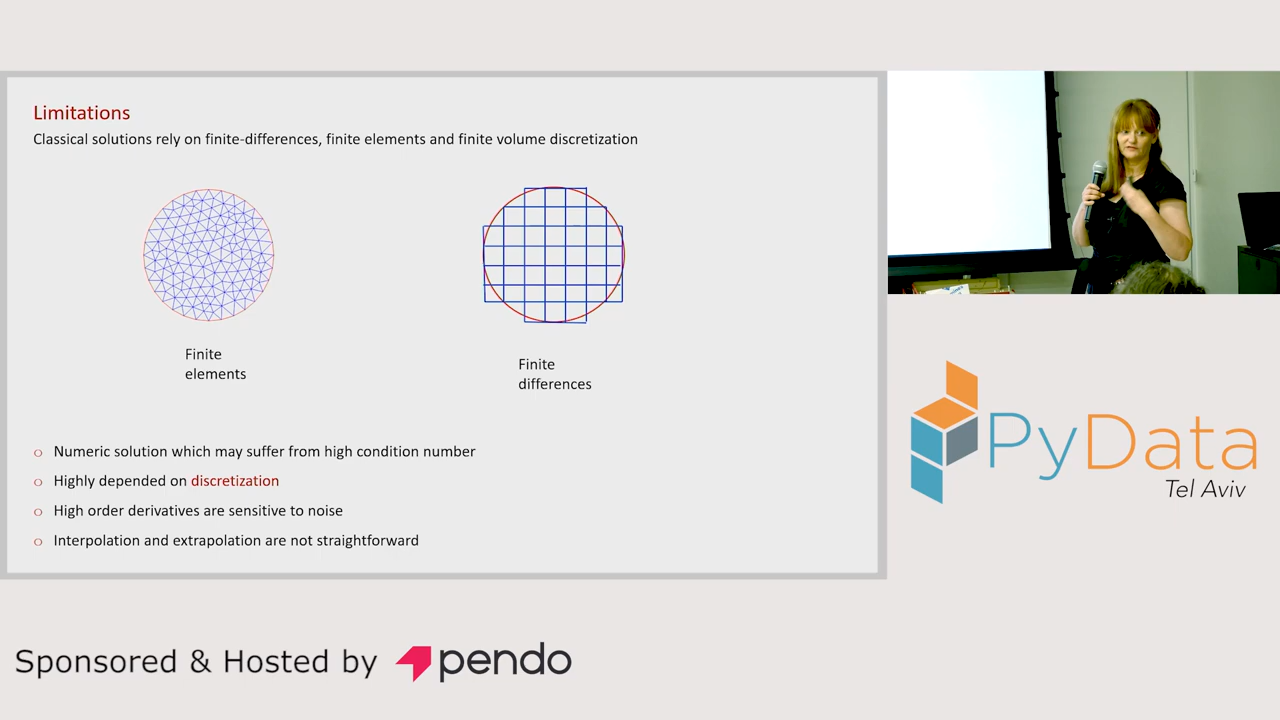 Limitations
Classical solutions rely on finite-differences, finite elements and finite volume discretization
Finite
elements
Finite
differences
Numeric solution which may suffer from high condition number
Highly depended on discretization
High order derivatives are sensitive to noise
Interpolation and extrapolation are not straightforward
PyData
Tel Aviv
Sponsored & Hosted by pendo